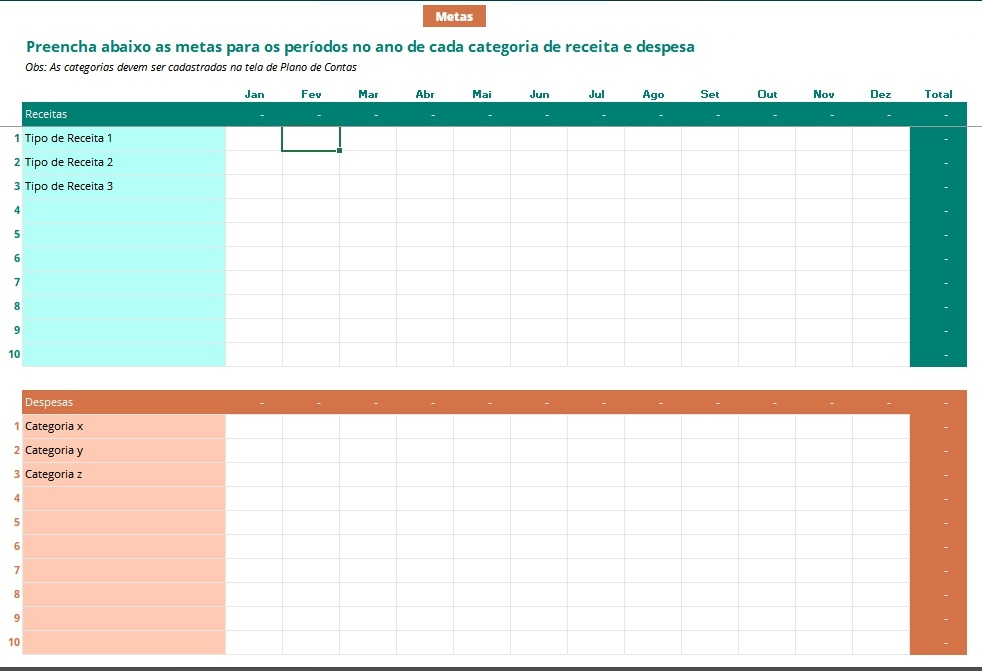 Metas
Preencha abaixo as metas para os períodos no ano de cada categoria de receita e despesa
Obs: As categorias devem ser cadastradas na tela de Plano de Contas
Jan Fev Mar Abr Mai Jun Jul Ago Set Out Nov Dez Total
Receitas - - - - - - - - - - - - -
1 Tipo de Receita 1 -
2 Tipo de Receita 2 -
3 Tipo de Receita 3 -
4 -
5 -
6 -
7 -
8 -
9 -
10 -
Despesas - - - - - - - - - - - - -
1 Categoria x -
2 Categoria y -
3 Categoria z -
4 -
5 -
6 -
7 -
8 -
9 -
10 -